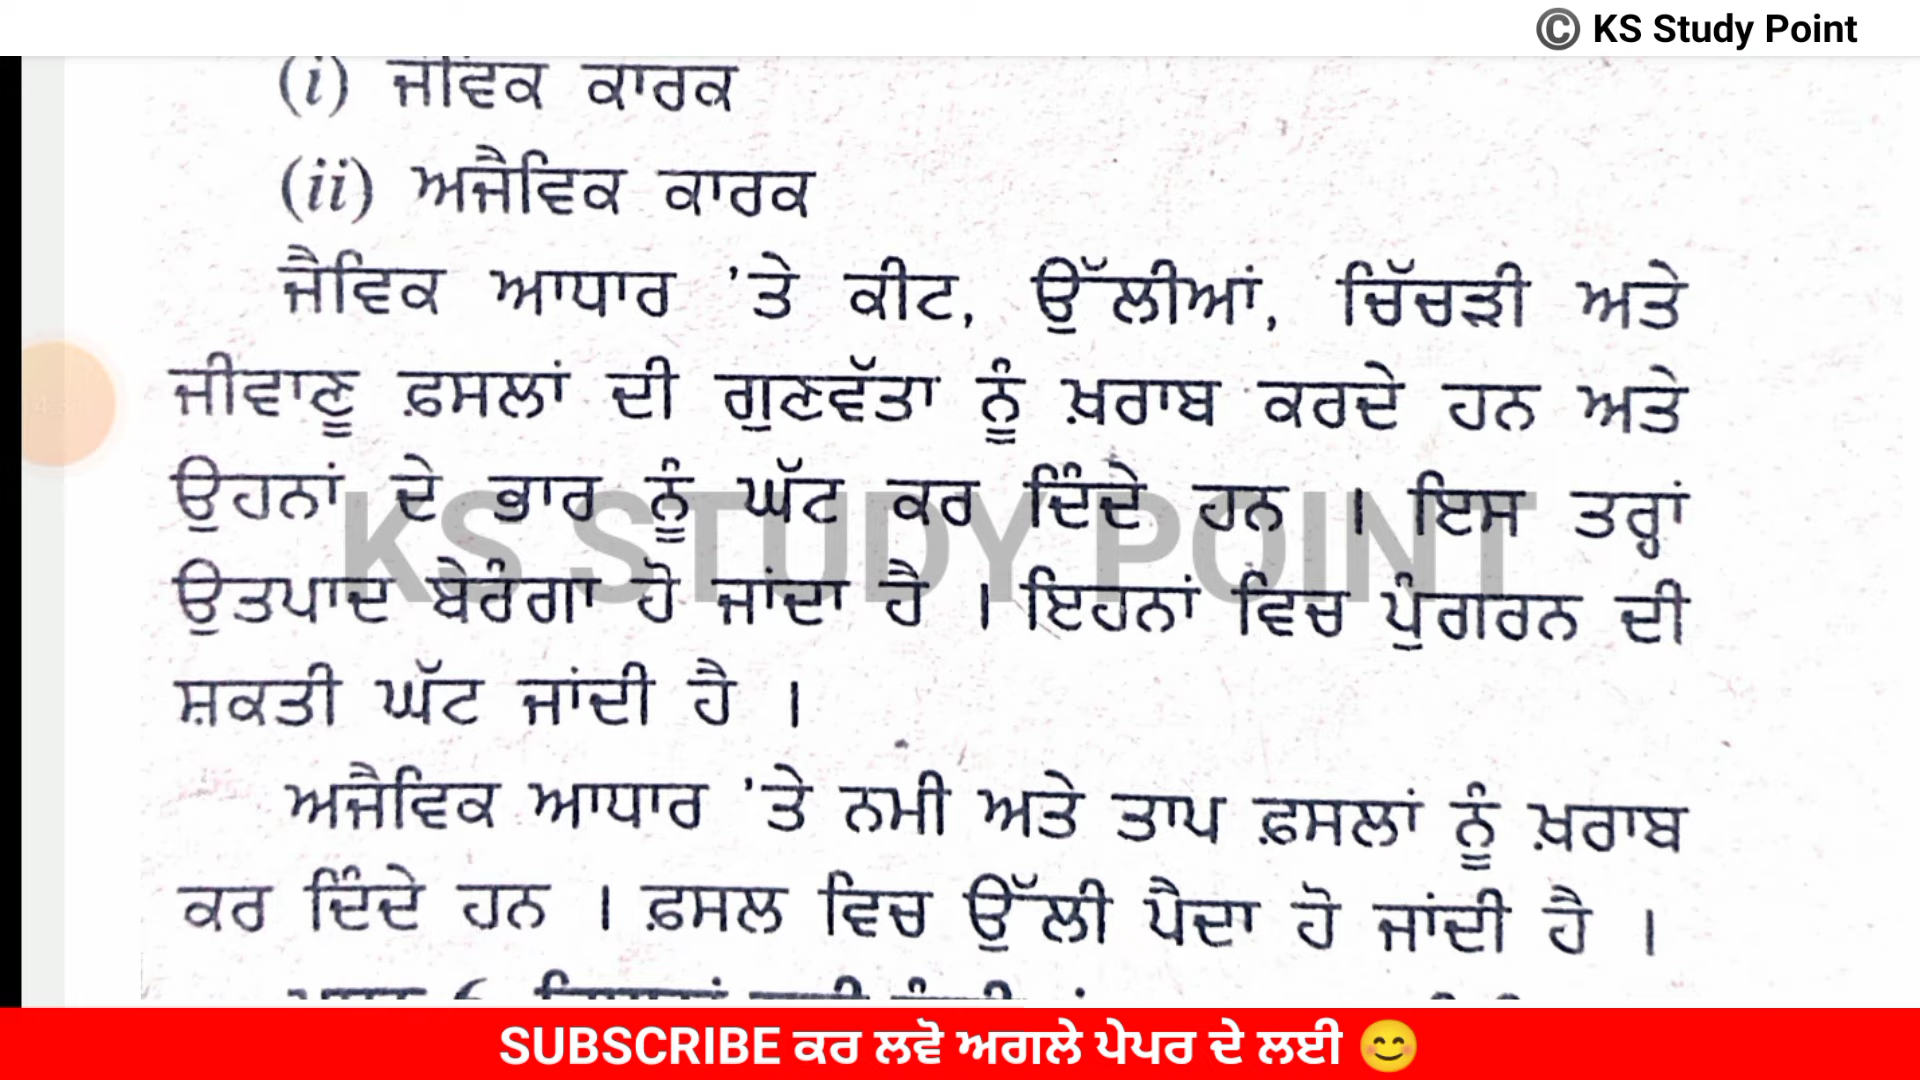 © KS Study Point
(i) ਜੀਵਿਕ ਕਾਰਕ
(ii) ਅਜੈਵਿਕ ਕਾਰਕ
ਜੈਵਿਕ ਆਧਾਰ 'ਤੇ ਕੀਟ, ਉੱਲੀਆਂ, ਚਿੱਚੜੀ ਅਤੇ
ਜੀਵਾਣੂ ਫ਼ਸਲਾਂ ਦੀ ਗੁਣਵੱਤਾ ਨੂੰ ਖ਼ਰਾਬ ਕਰਦੇ ਹਨ ਅਤੇ
ਉਹਨਾਂ ਦੇ ਭਾਰ ਨੂੰ ਘੱਟ ਕਰ ਦਿੰਦੇ ਹਨ । ਇਸ ਤਰ੍ਹਾਂ
KS STUDY POINT
ਉਤਪਾਦ ਬੇਰੰਗਾ ਹੋ ਜਾਂਦਾ ਹੈ । ਇਹਨਾਂ ਵਿਚ ਪੁੰਗਰਨ ਦੀ
ਸ਼ਕਤੀ ਘੱਟ ਜਾਂਦੀ ਹੈ ।
ਅਜੈਵਿਕ ਆਧਾਰ 'ਤੇ ਨਮੀ ਅਤੇ ਤਾਪ ਫ਼ਸਲਾਂ ਨੂੰ ਖ਼ਰਾਬ
ਕਰ ਦਿੰਦੇ ਹਨ । ਫ਼ਸਲ ਵਿਚ ਉੱਲੀ ਪੈਦਾ ਹੋ ਜਾਂਦੀ ਹੈ ।
SUBSCRIBE ਕਰ ਲਵੋ ਅਗਲੇ ਪੇਪਰ ਦੇ ਲਈ 😊